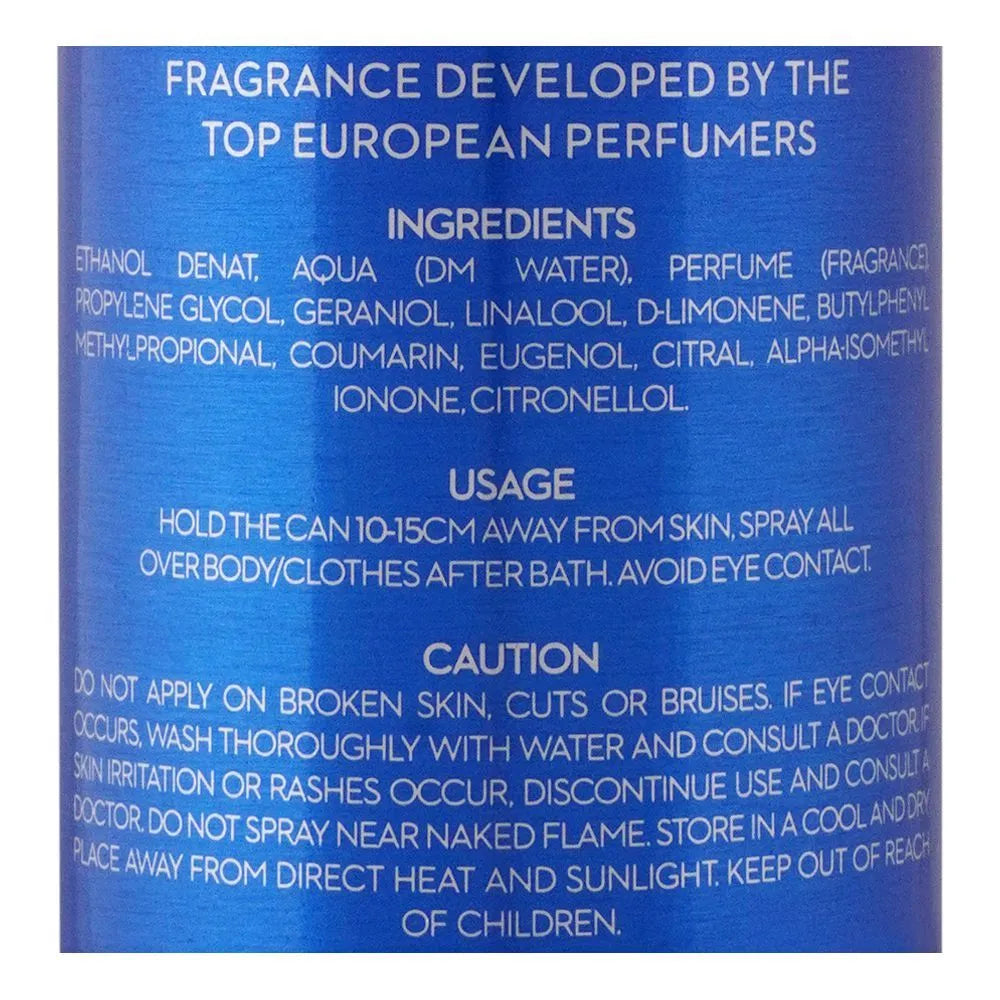 FRAGRANCE DEVELOPED BY THE
TOP EUROPEAN PERFUMERS
INGREDIENTS
ETHANOL DENAT, AQUA (DM WATER), PERFUME (FRAGRANCE),
PROPYLENE GLYCOL, GERANIOL, LINALOOL, D-LIMONENE, BUTYLPHENYL
METHYLPROPIONAL, COUMARIN, EUGENOL, CITRAL, ALPHA-ISOMETHYL
IONONE, CITRONELLOL.
USAGE
HOLD THE CAN 10-15CM AWAY FROM SKIN, SPRAY ALL
OVER BODY/CLOTHES AFTER BATH. AVOID EYE CONTACT.
CAUTION
DO NOT APPLY ON BROKEN SKIN, CUTS OR BRUISES. IF EYE CONTACT
OCCURS, WASH THOROUGHLY WITH WATER AND CONSULT A DOCTOR. IF
SKIN IRRITATION OR RASHES OCCUR, DISCONTINUE USE AND CONSULT A
DOCTOR. DO NOT SPRAY NEAR NAKED FLAME. STORE IN A COOL AND DRY
PLACE AWAY FROM DIRECT HEAT AND SUNLIGHT. KEEP OUT OF REACH
OF CHILDREN.